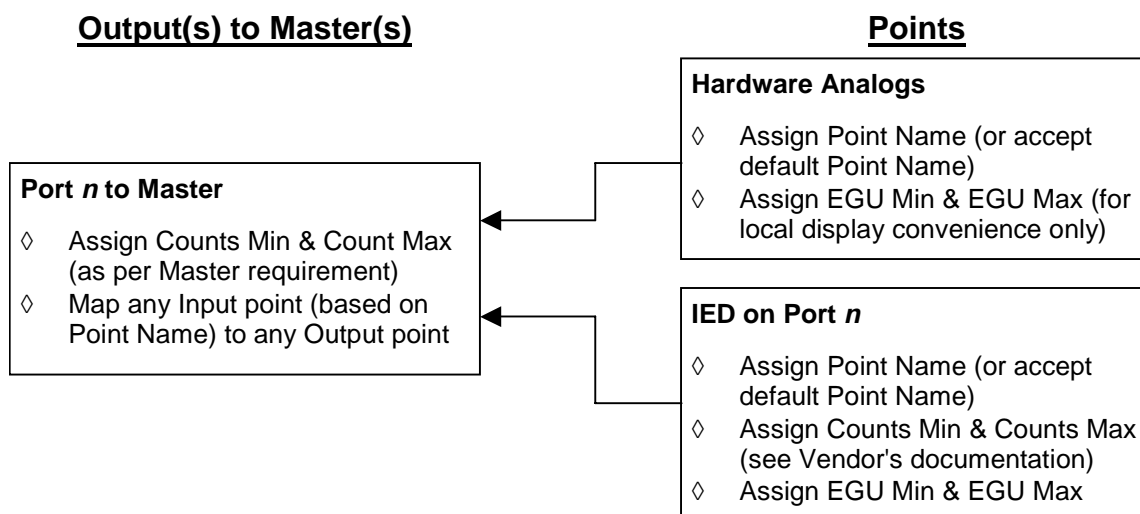 Output(s) to Master(s)
Port n to Master
◊ Assign Counts Min & Count Max
(as per Master requirement)
◊ Map any Input point (based on
Point Name) to any Output point
Points
Hardware Analogs
◊ Assign Point Name (or accept
default Point Name)
◊ Assign EGU Min & EGU Max (for
local display convenience only)
IED on Port n
◊ Assign Point Name (or accept
default Point Name)
◊ Assign Counts Min & Counts Max
(see Vendor's documentation)
◊ Assign EGU Min & EGU Max